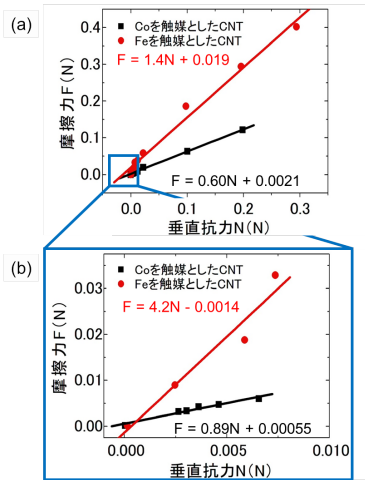 (a)
Coを触媒としたCNT
Feを触媒としたCNT
F = 1.4N + 0.019
摩擦力F(N)
0.4
0.3
0.2
0.1
0.0
F = 0.60N + 0.0021
0.0 0.1 0.2 0.3
垂直抗力N(N)
(b)
Coを触媒としたCNT
Feを触媒としたCNT
F = 4.2N - 0.0014
摩擦力F(N)
0.03
0.02
0.01
0.00
F = 0.89N + 0.00055
0.000 0.005 0.010
垂直抗力N(N)